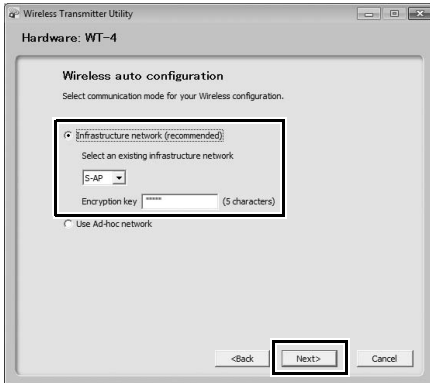 Wireless Transmitter Utility
Hardware: WT-4
Wireless auto configuration
Select communication mode for your Wireless configuration.
Infrastructure network (recommended)
Select an existing infrastructure network
S-AP
Encryption key ***** (5 characters)
Use Ad-hoc network
<Back Next> Cancel